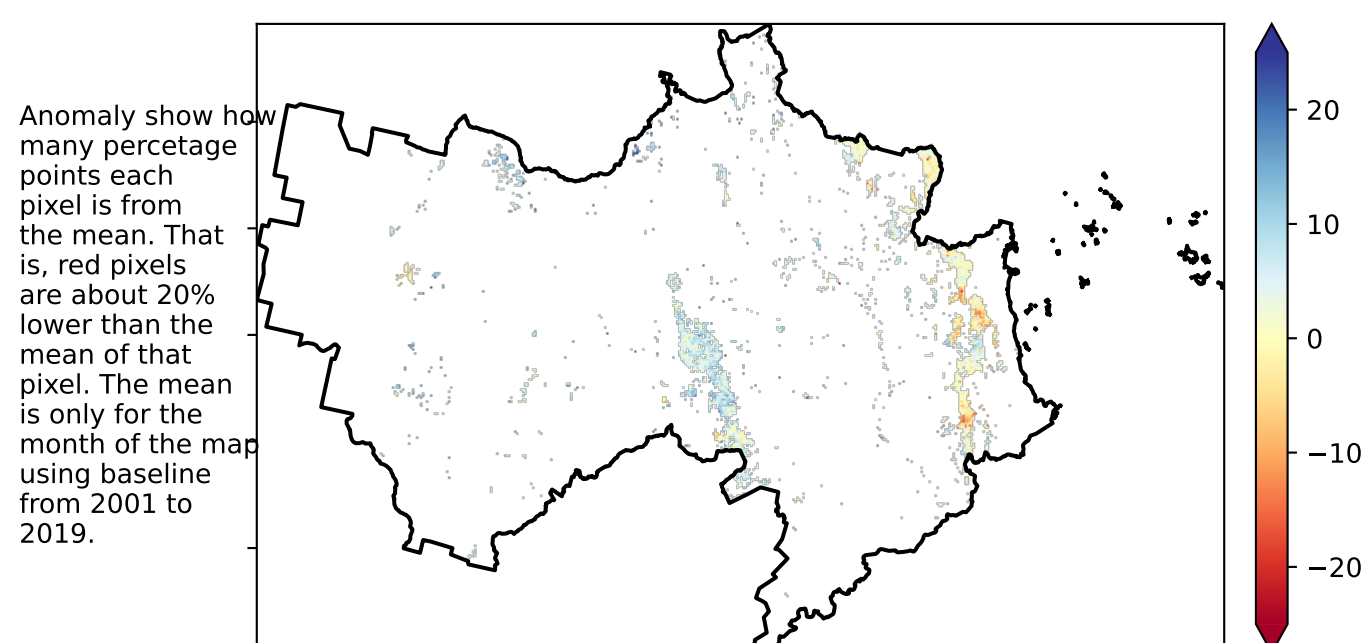 Anomaly show how
many percetage
points each
pixel is from
the mean. That
is, red pixels
are about 20%
lower than the
mean of that
pixel. The mean
is only for the
month of the map
using baseline
from 2001 to
2019.
20
10
0
−10
−20